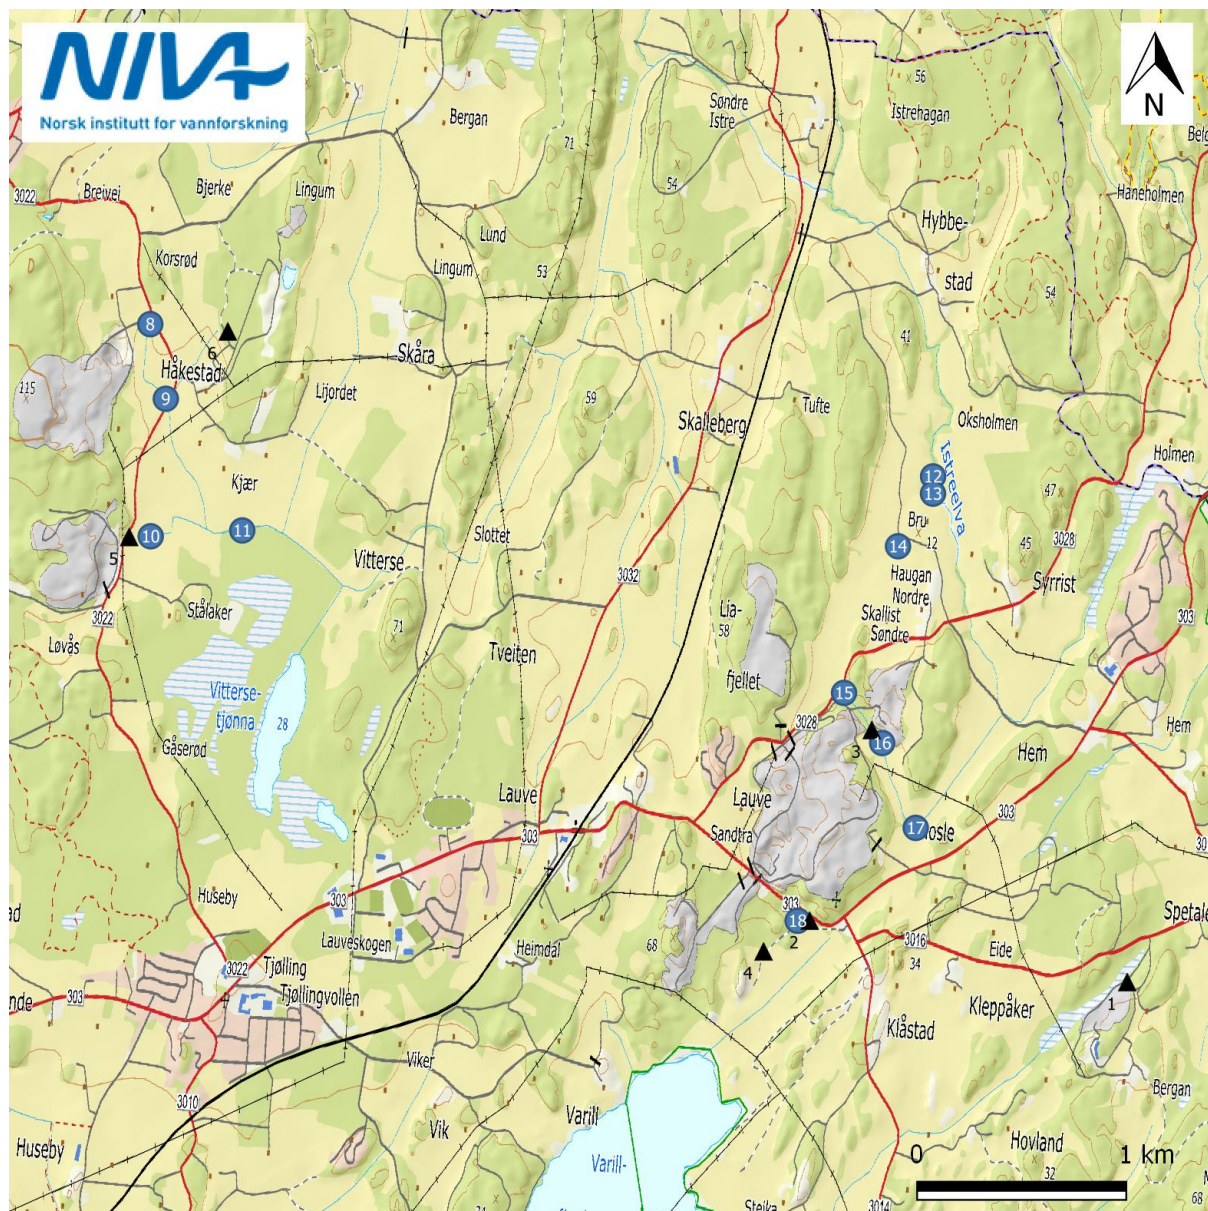 NIVA
Norsk institutt for vannforskning
N
Bergan
Søndre
Istre
56
Istrehagan
71
54
3022
Breivei
Bjerke
Lingum
Haneholmen
Hybbe-
stad
Lund
Korsrød
Lingum
53
54
8
6
Håkestad
Skåra
41
115
9
Lijordet
59
Tufte
Skalleberg
Oksholmen
Holmen
Istreelva
12
13
47
Kjær
10
11
5
Slottet
Bru
12
14
45
3028
Vitterse
3032
Haugan
Nordre
Syrrist
Stålaker
3022
Lia-
58
fjellet
Skallist
Søndre
303
Løvås
71
Tveiten
Vitterse-
tjønna
28
15
3028
Gåserød
3
16
Hem
Hem
Lauve
Lauve
303
Sandtra
17
303
Huseby
303
303
18
2
Spetale
Lauveskogen
Heimdal
68
4
3016
34
Eide
Tjølling
3022
Tjøllingvollen
303
Kleppåker
1
Klåstad
Viker
Bergan
3010
Vik
Varill
Hovland
32
Huseby
Varill-
0
1 km
68
3014